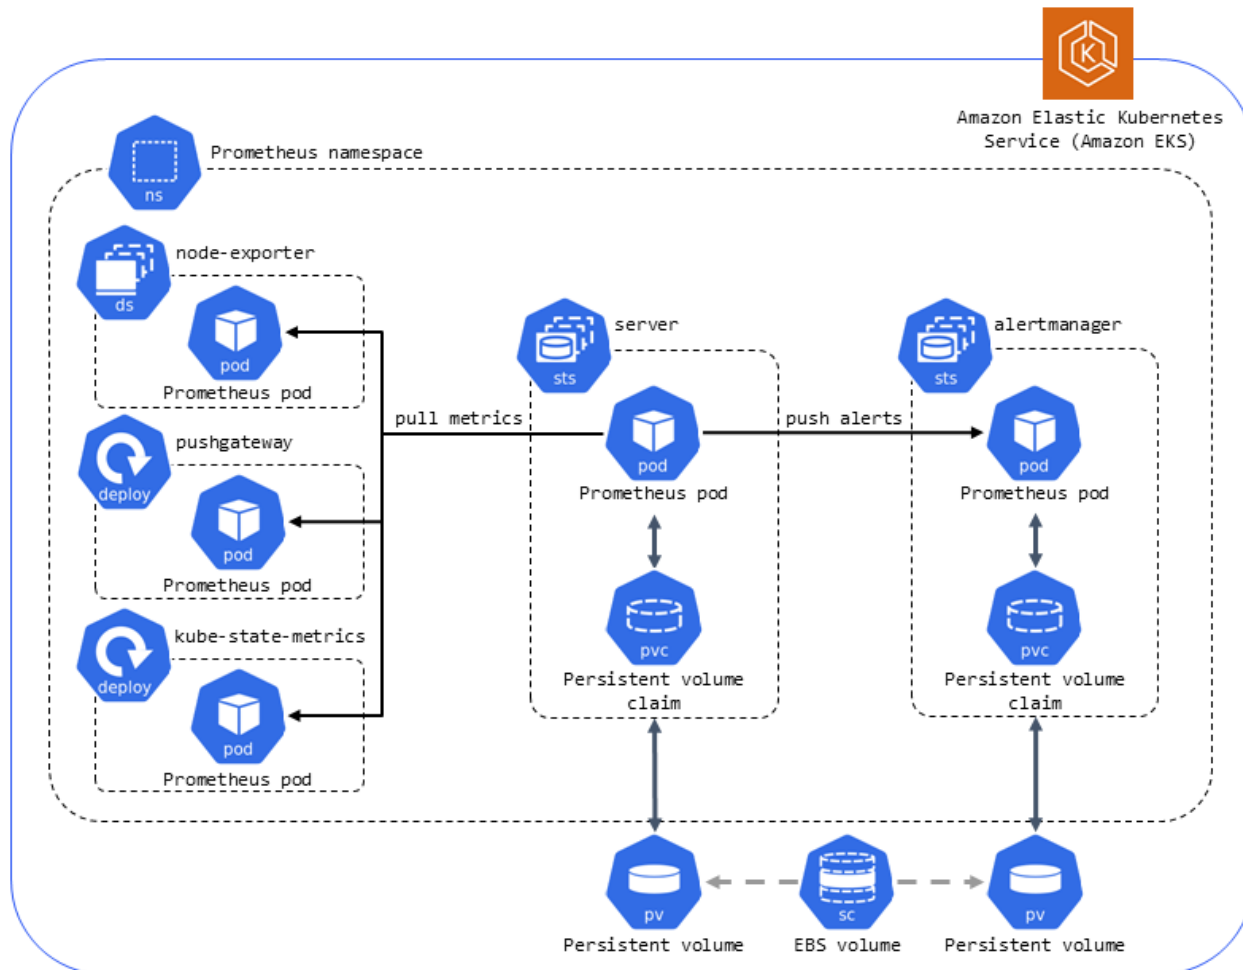 Amazon Elastic Kubernetes
Service (Amazon EKS)
Prometheus namespace
ns
node-exporter
ds
pod
Prometheus pod
pushgateway
deploy
pod
Prometheus pod
kube-state-metrics
deploy
pod
Prometheus pod
pull metrics
server
sts
pod
Prometheus pod
pvc
Persistent volume
claim
push alerts
alertmanager
sts
pod
Prometheus pod
pvc
Persistent volume
claim
pv
Persistent volume
sc
EBS volume
pv
Persistent volume